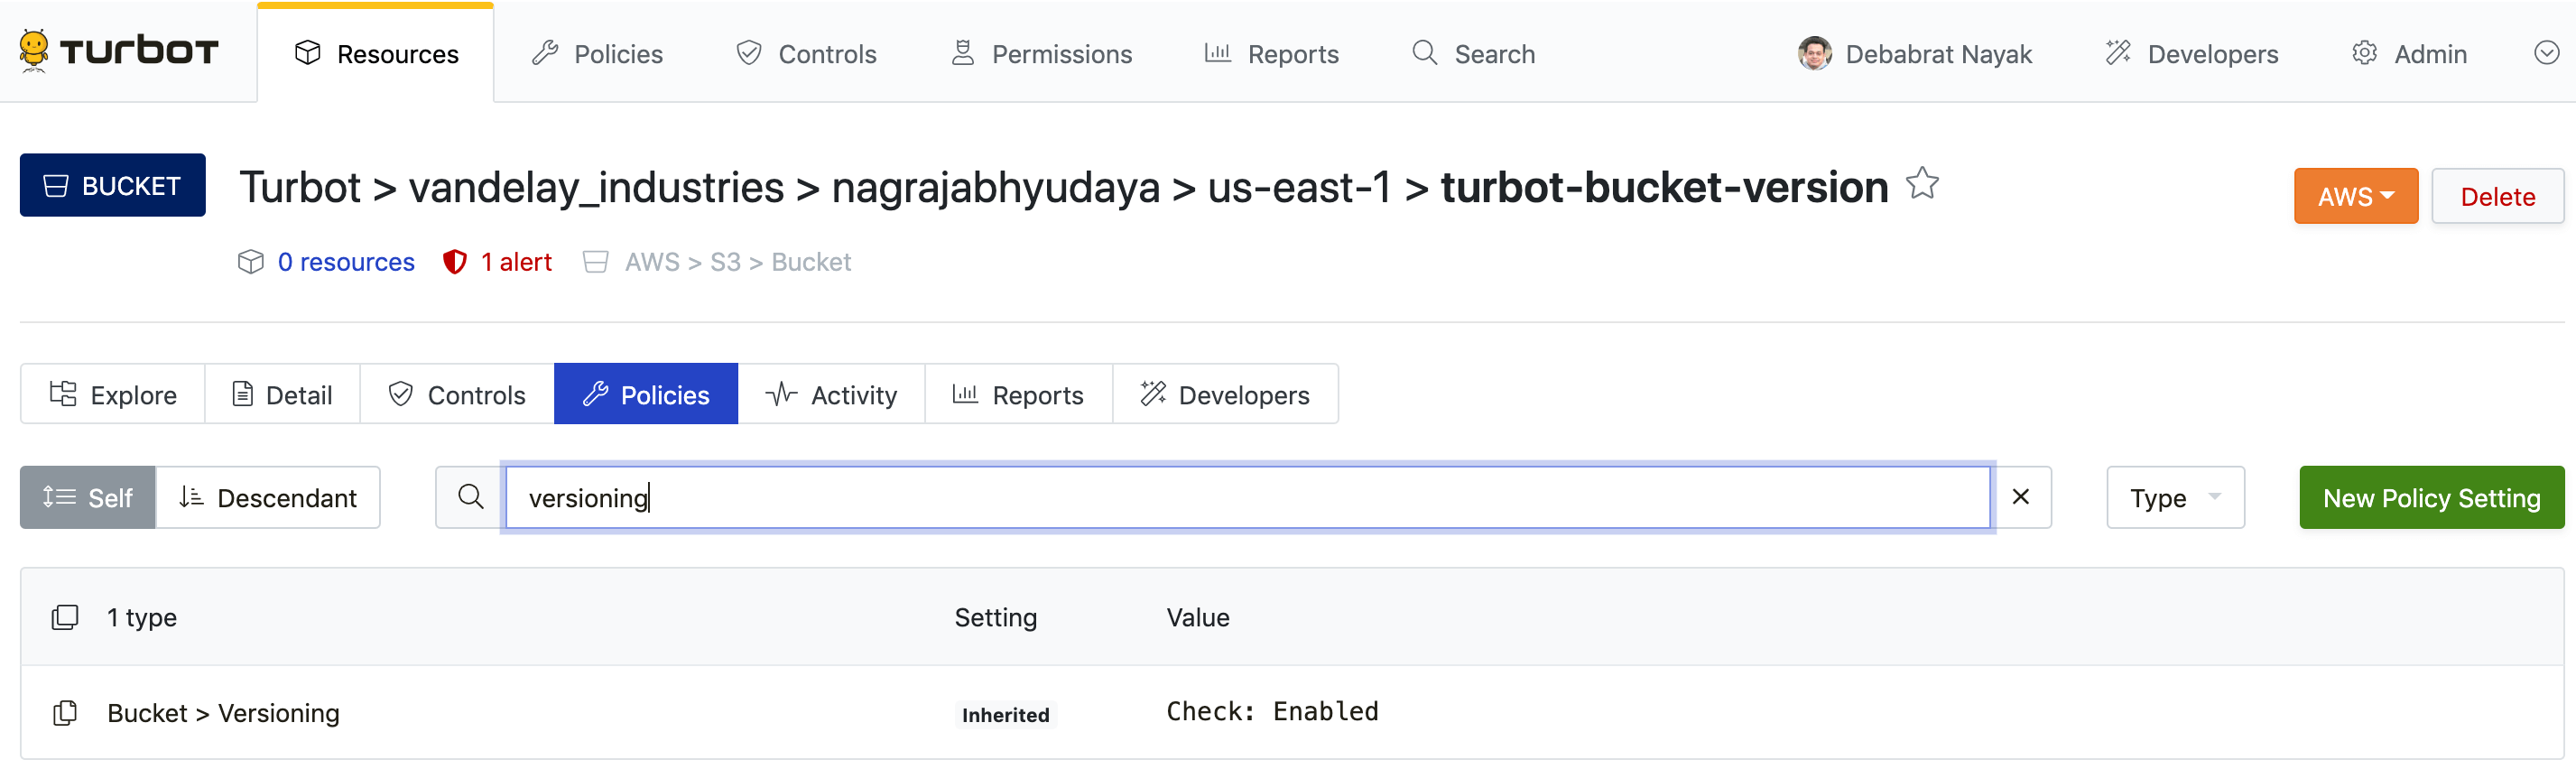 TURBOT Resources Policies Controls Permissions Reports Search Debabrat Nayak Developers Admin
BUCKET Turbot > vandelay_industries > nagrajabhyudaya > us-east-1 > turbot-bucket-version AWS Delete
0 resources 1 alert AWS > S3 > Bucket
Explore Detail Controls Policies Activity Reports Developers
Self Descendant versioning Type New Policy Setting
1 type Setting Value
Bucket > Versioning Inherited Check: Enabled